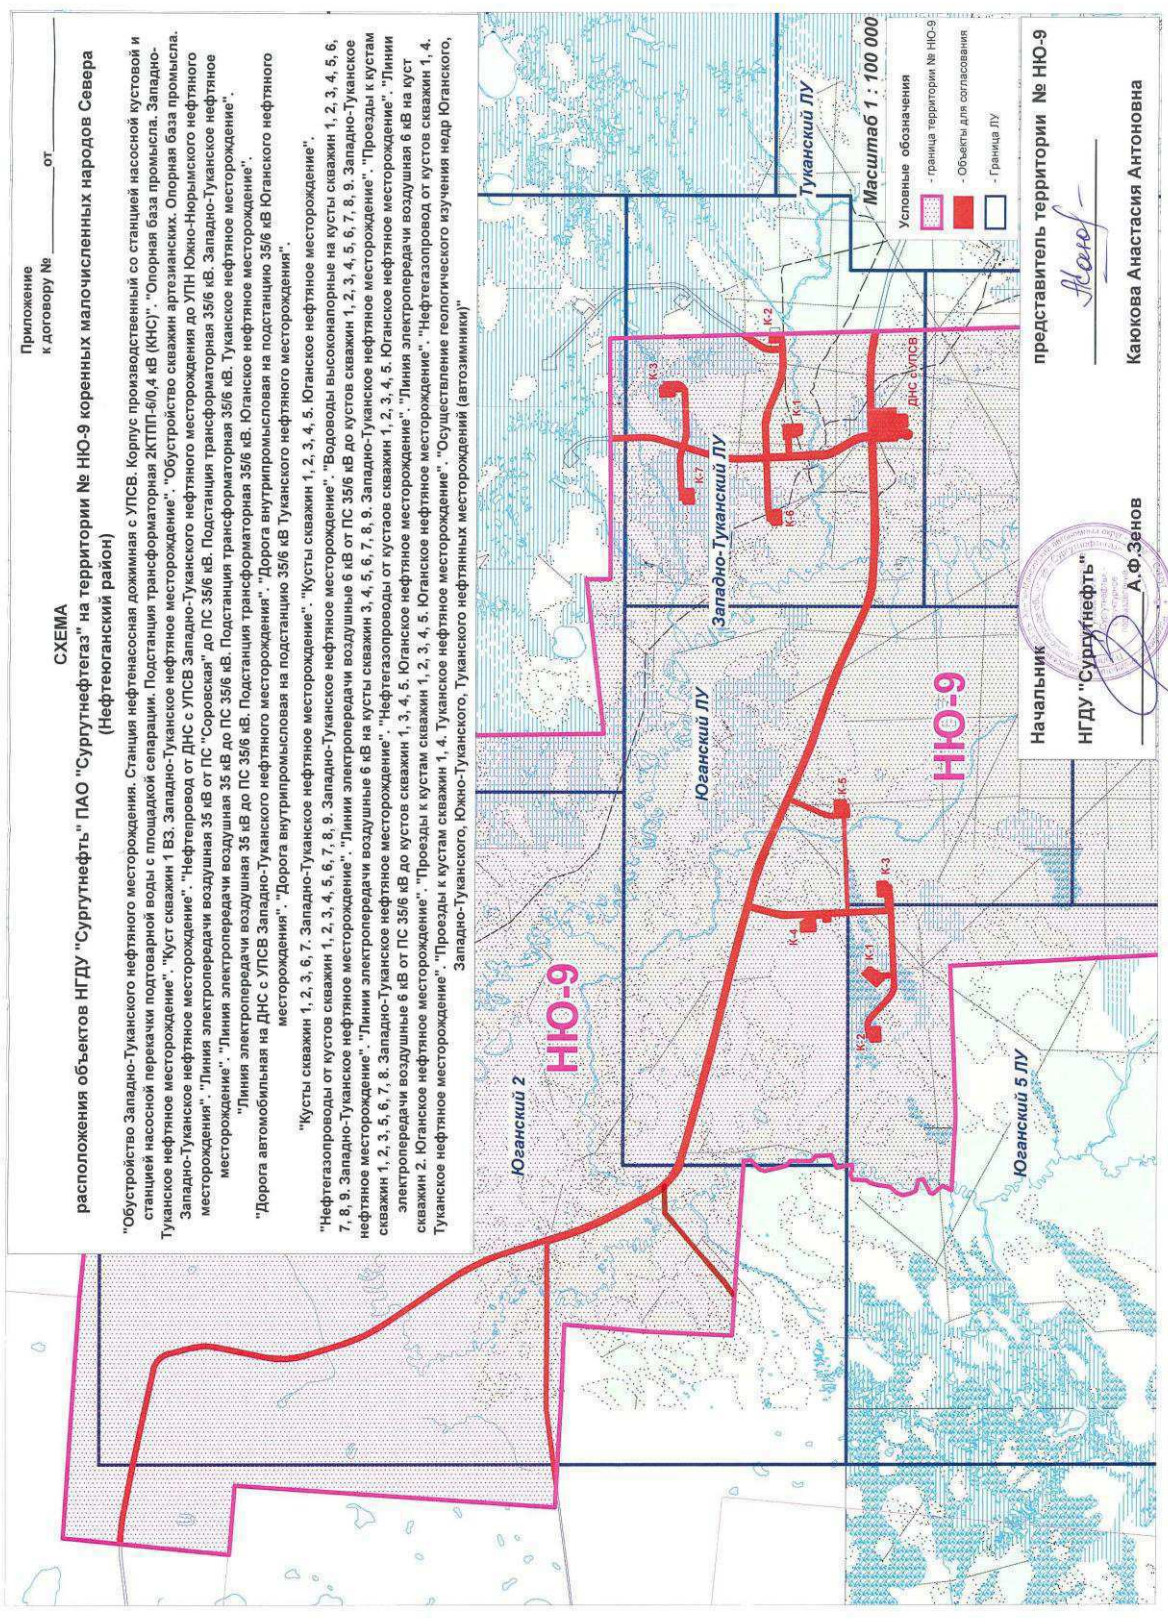 Приложение
к договору № __________ от __________
СХЕМА
расположения объектов НГДУ "Сургутнефть" ПАО "Сургутнефтегаз" на территории № НЮ-9 коренных малочисленных народов Севера
(Нефтеюганский район)
"Обустройство Западно-Туканского нефтяного месторождения. Станция нефтенасосная дожимная с УПСВ. Корпус производственный со станцией насосной кустовой и
станцией насосной перекачки подтоварной воды с площадкой сепарации. Подстанция трансформаторная 2КТПП-6/0,4 кВ (КНС)". "Опорная база промысла. Западно-
Туканское нефтяное месторождение". "Куст скважин 1 ВЗ. Западно-Туканское нефтяное месторождение". "Обустройство скважин артезианских. Опорная база промысла.
Западно-Туканское нефтяное месторождение". "Нефтепровод от ДНС с УПСВ Западно-Туканского нефтяного месторождения до УПН Южно-Нюрымского нефтяного
месторождения". "Линия электропередачи воздушная 35 кВ от ПС "Соровская" до ПС 35/6 кВ. Подстанция трансформаторная 35/6 кВ. Западно-Туканское нефтяное
месторождение". "Линия электропередачи воздушная 35 кВ до ПС 35/6 кВ. Подстанция трансформаторная 35/6 кВ. Туканское нефтяное месторождение".
"Линия электропередачи воздушная 35 кВ до ПС 35/6 кВ. Подстанция трансформаторная 35/6 кВ. Юганское нефтяное месторождение".
"Дорога автомобильная на ДНС с УПСВ Западно-Туканского нефтяного месторождения". "Дорога внутрипромысловая на подстанцию 35/6 кВ Юганского нефтяного
месторождения". "Дорога внутрипромысловая на подстанцию 35/6 кВ Туканского нефтяного месторождения".
"Кусты скважин 1, 2, 3, 6, 7. Западно-Туканское нефтяное месторождение". "Кусты скважин 1, 2, 3, 4, 5. Юганское нефтяное месторождение".
"Нефтегазопроводы от кустов скважин 1, 2, 3, 4, 5, 6, 7, 8, 9. Западно-Туканское нефтяное месторождение". "Водоводы высоконапорные на кусты скважин 1, 2, 3, 4, 5, 6,
7, 8, 9. Западно-Туканское нефтяное месторождение". "Линии электропередачи воздушные 6 кВ от ПС 35/6 кВ до кустов скважин 1, 2, 3, 4, 5, 6, 7, 8, 9. Западно-Туканское
нефтяное месторождение". "Линии электропередачи воздушные 6 кВ на кусты скважин 3, 4, 5, 6, 7, 8, 9. Западно-Туканское нефтяное месторождение". "Проезды к кустам
скважин 1, 2, 3, 5, 6, 7, 8. Западно-Туканское нефтяное месторождение". "Нефтегазопроводы от кустаов скважин 1, 2, 3, 4, 5. Юганское нефтяное месторождение". "Линии
электропередачи воздушные 6 кВ от ПС 35/6 кВ до кустов скважин 1, 3, 4, 5. Юганское нефтяное месторождение". "Линия электропередачи воздушная 6 кВ на куст
скважин 2. Юганское нефтяное месторождение". "Проезды к кустам скважин 1, 2, 3, 4, 5. Юганское нефтяное месторождение". "Нефтегазопровод от кустов скважин 1, 4.
Туканское нефтяное месторождение". "Проезды к кустам скважин 1, 4. Туканское нефтяное месторождение". "Осуществление геологического изучения недр Юганского,
Западно-Туканского, Южно-Туканского, Туканского нефтяных месторождений (автозимники)"
Юганский 2
НЮ-9
Юганский ЛУ
Западно-Туканский ЛУ
Туканский ЛУ
К-3
К-7
К-2
К-1
К-6
ДНС с УПСВ
К-5
К-4
К-3
К-1
К-2
НЮ-9
Юганский 5 ЛУ
Масштаб 1 : 100 000
Условные обозначения
- граница территории № НЮ-9
- Объекты для согласования
- Граница ЛУ
Начальник
НГДУ "Сургутнефть"
А.Ф.Зенов
представитель территории № НЮ-9
Каюкова Анастасия Антоновна